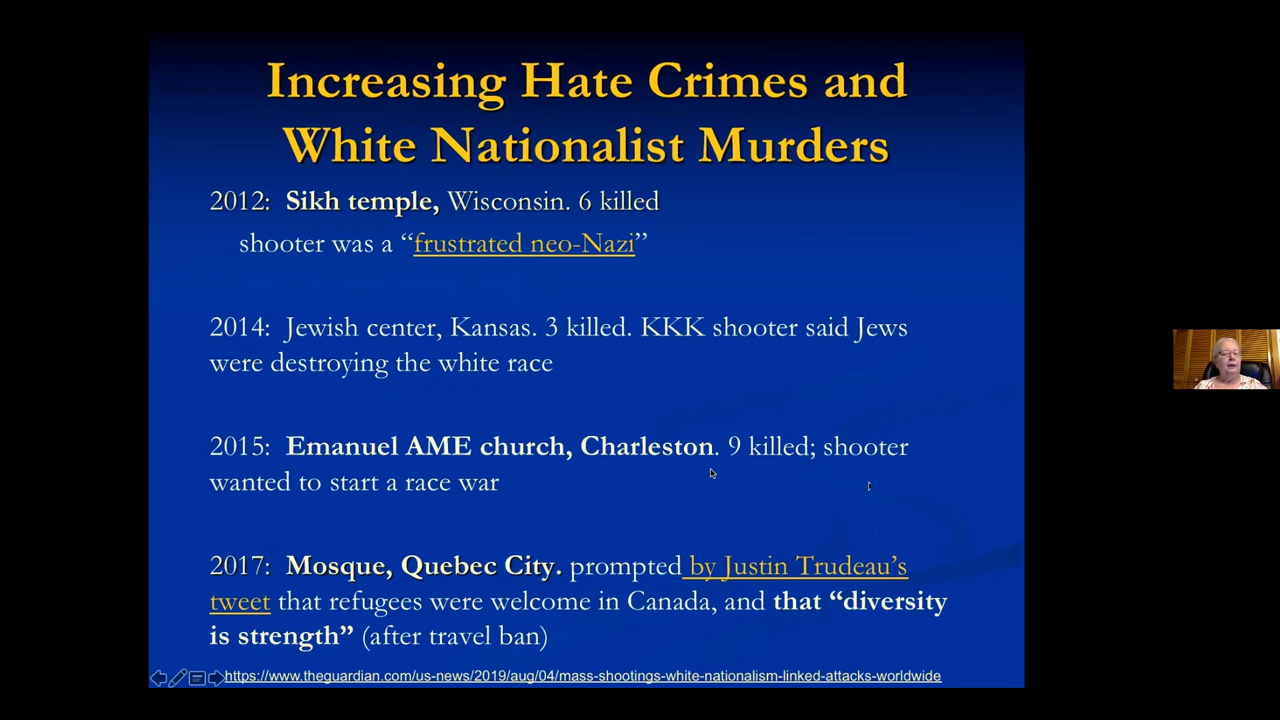 Increasing Hate Crimes and
White Nationalist Murders
2012:  Sikh temple, Wisconsin. 6 killed
shooter was a “frustrated neo-Nazi”
2014:  Jewish center, Kansas. 3 killed. KKK shooter said Jews
were destroying the white race
2015:  Emanuel AME church, Charleston. 9 killed; shooter
wanted to start a race war
2017:  Mosque, Quebec City. prompted by Justin Trudeau’s
tweet that refugees were welcome in Canada, and that “diversity
is strength” (after travel ban)
https://www.theguardian.com/us-news/2019/aug/04/mass-shootings-white-nationalism-linked-attacks-worldwide